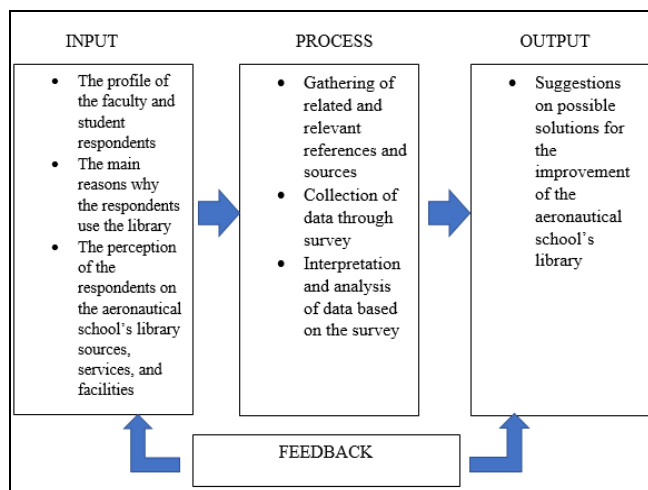 INPUT
• The profile of
the faculty and
student
respondents
• The main
reasons why
the respondents
use the library
• The perception
of the
respondents on
the aeronautical
school's library
sources,
services, and
facilities
PROCESS
• Gathering of
related and
relevant
references and
sources
• Collection of
data through
survey
• Interpretation
and analysis
of data based
on the survey
OUTPUT
• Suggestions on
possible
solutions for
the
improvement
of the
aeronautical
school's
library
FEEDBACK